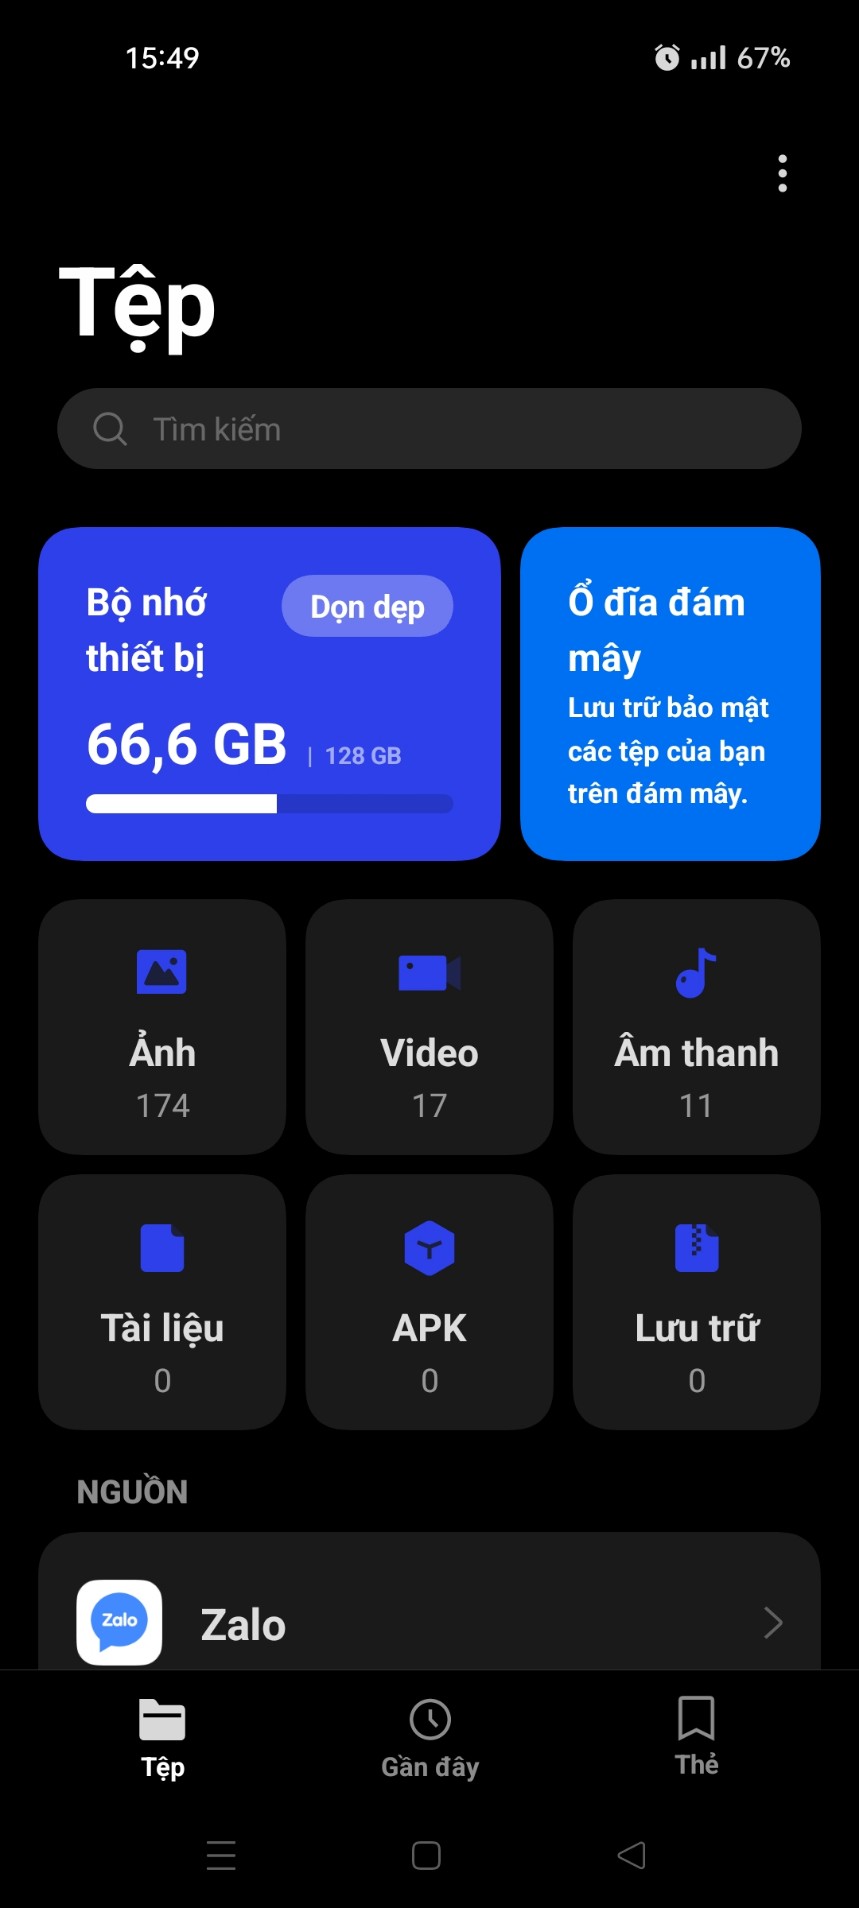 15:49
67%
Tệp
Tìm kiếm
Bộ nhớ
thiết bị
Dọn dẹp
66,6 GB | 128 GB
Ổ đĩa đám
mây
Lưu trữ bảo mật
các tệp của bạn
trên đám mây.
Ảnh
174
Video
17
Âm thanh
11
Tài liệu
0
APK
0
Lưu trữ
0
NGUỒN
Zalo
Zalo
Tệp
Gần đây
Thẻ